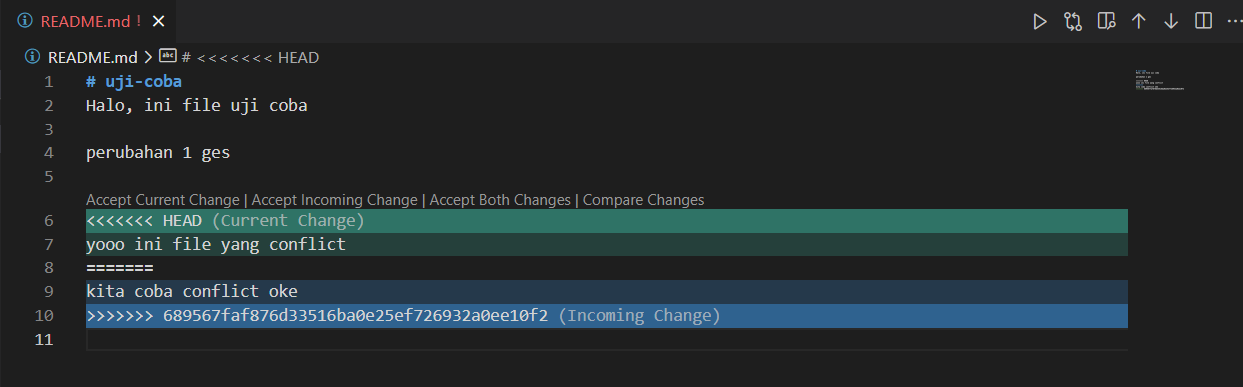 README.md !
README.md > # <<<<<<< HEAD
1 # uji-coba
2 Halo, ini file uji coba
3
4 perubahan 1 ges
5
Accept Current Change | Accept Incoming Change | Accept Both Changes | Compare Changes
6 <<<<<<< HEAD (Current Change)
7 yooo ini file yang conflict
8 =======
9 kita coba conflict oke
10 >>>>>>> 689567faf876d33516ba0e25ef726932a0ee10f2 (Incoming Change)
11